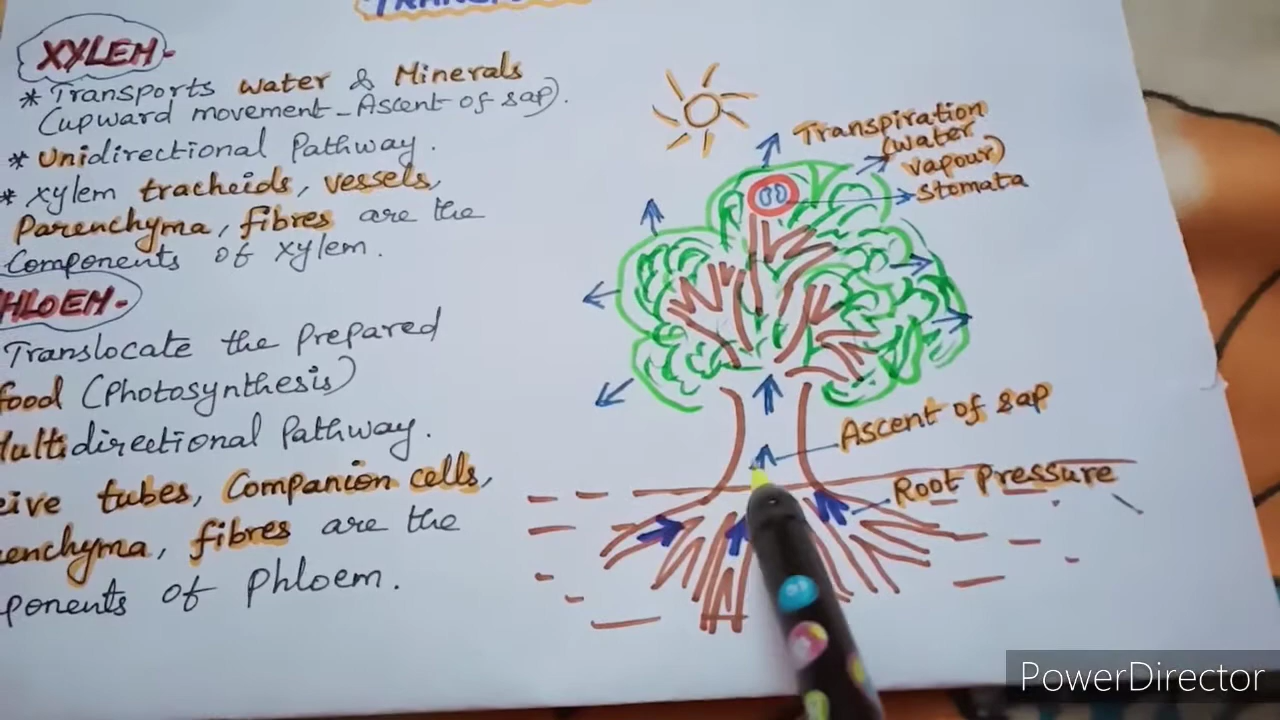 XYLEM-
* Transports Water & Minerals
(upward movement - Ascent of sap).
* Unidirectional Pathway.
* Xylem tracheids, vessels,
Parenchyma, fibres are the
Components of xylem.
HLOEM-
Translocate the Prepared
food (Photosynthesis)
Multidirectional Pathway.
eive tubes, Companion cells,
enchyma, fibres are the
ponents of Phloem.
Transpiration
(water
vapour)
Stomata
Ascent of sap
Root Pressure
PowerDirector